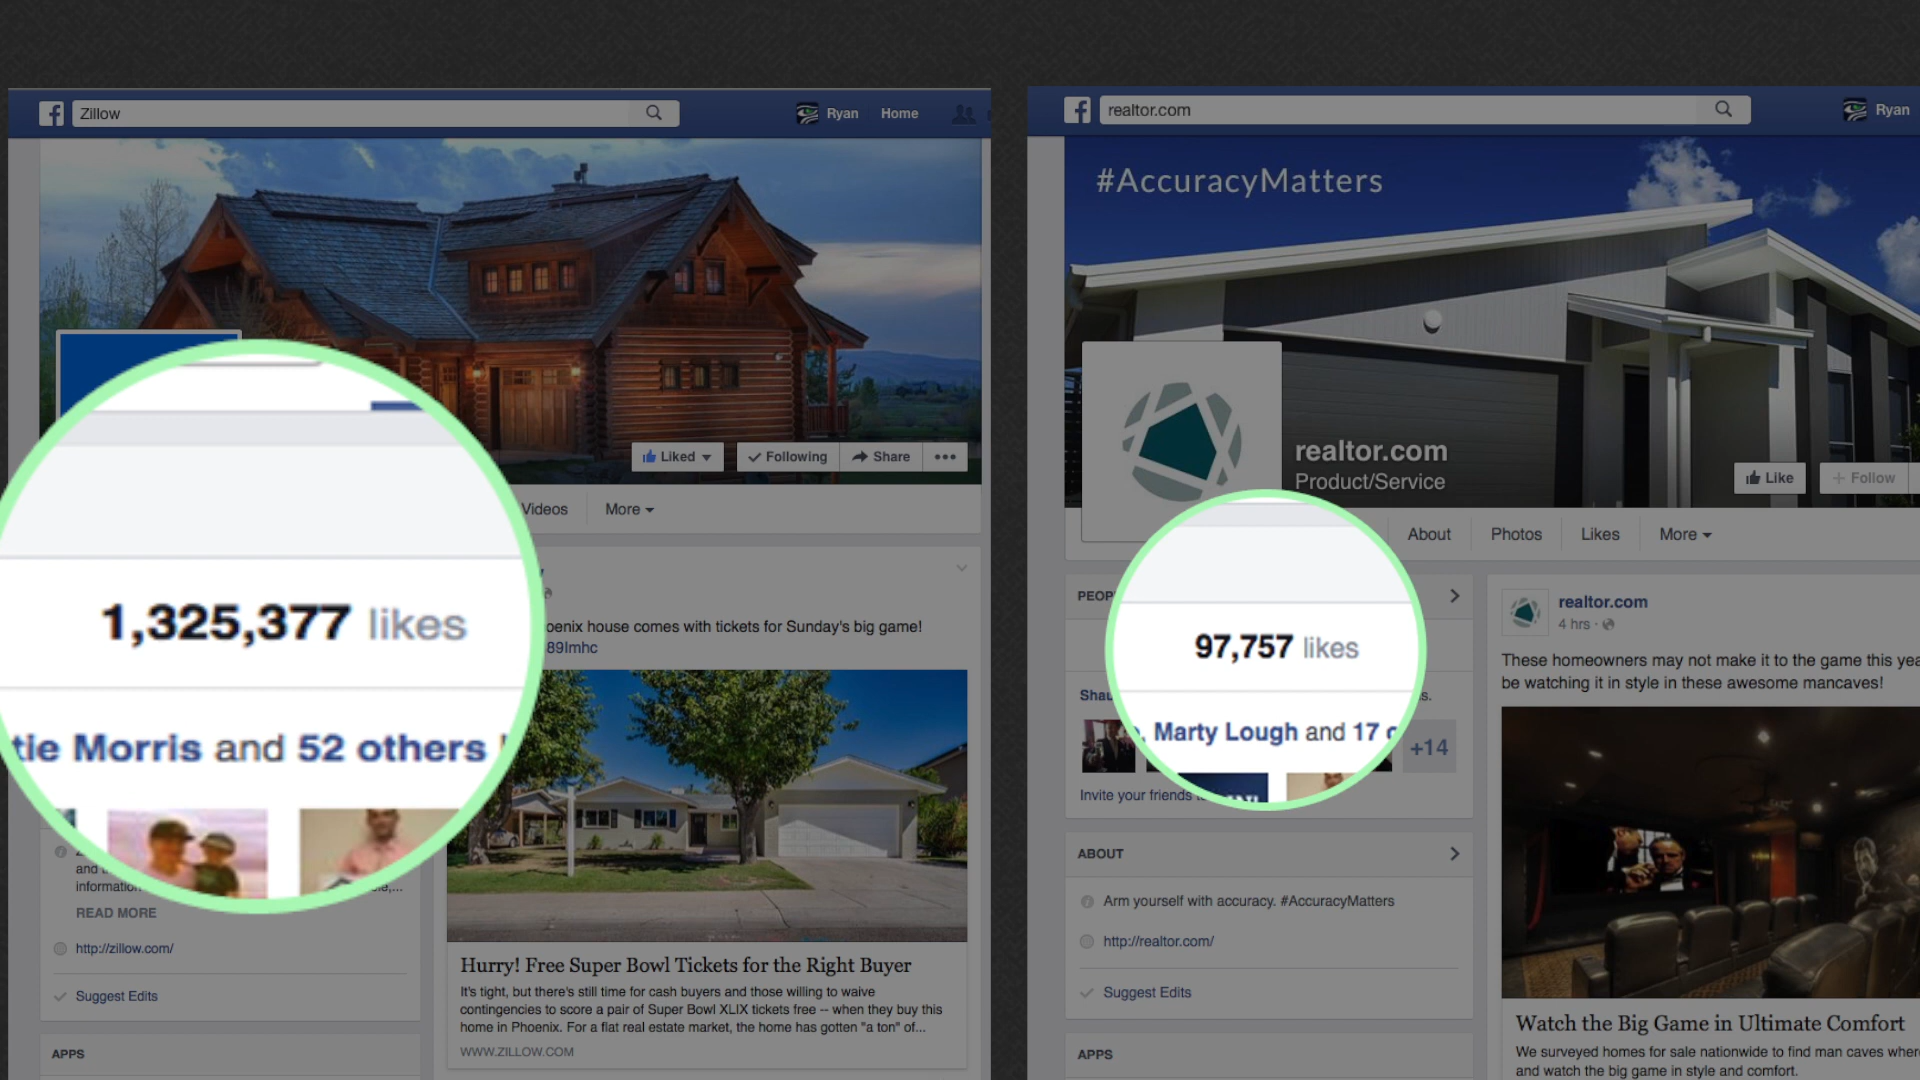 Zillow
Ryan
Home
Liked
Following
Share
Videos
More
1,325,377 likes
tie Morris and 52 others
oenix house comes with tickets for Sunday's big game!
89Imhc
and
information
READ MORE
http://zillow.com/
Suggest Edits
APPS
Hurry! Free Super Bowl Tickets for the Right Buyer
It's tight, but there's still time for cash buyers and those willing to waive
contingencies to score a pair of Super Bowl XLIX tickets free -- when they buy this
home in Phoenix. For a flat real estate market, the home has gotten "a ton" of...
WWW.ZILLOW.COM
realtor.com
Ryan
#AccuracyMatters
realtor.com
Product/Service
Like
+ Follow
About
Photos
Likes
More
PEOP
97,757 likes
Shau
s.
, Marty Lough and 17 o
+14
Invite your friends
ABOUT
Arm yourself with accuracy. #AccuracyMatters
http://realtor.com/
Suggest Edits
APPS
realtor.com
4 hrs
These homeowners may not make it to the game this yea
be watching it in style in these awesome mancaves!
Watch the Big Game in Ultimate Comfort
We surveyed homes for sale nationwide to find man caves where
and watch the big game in style and comfort.